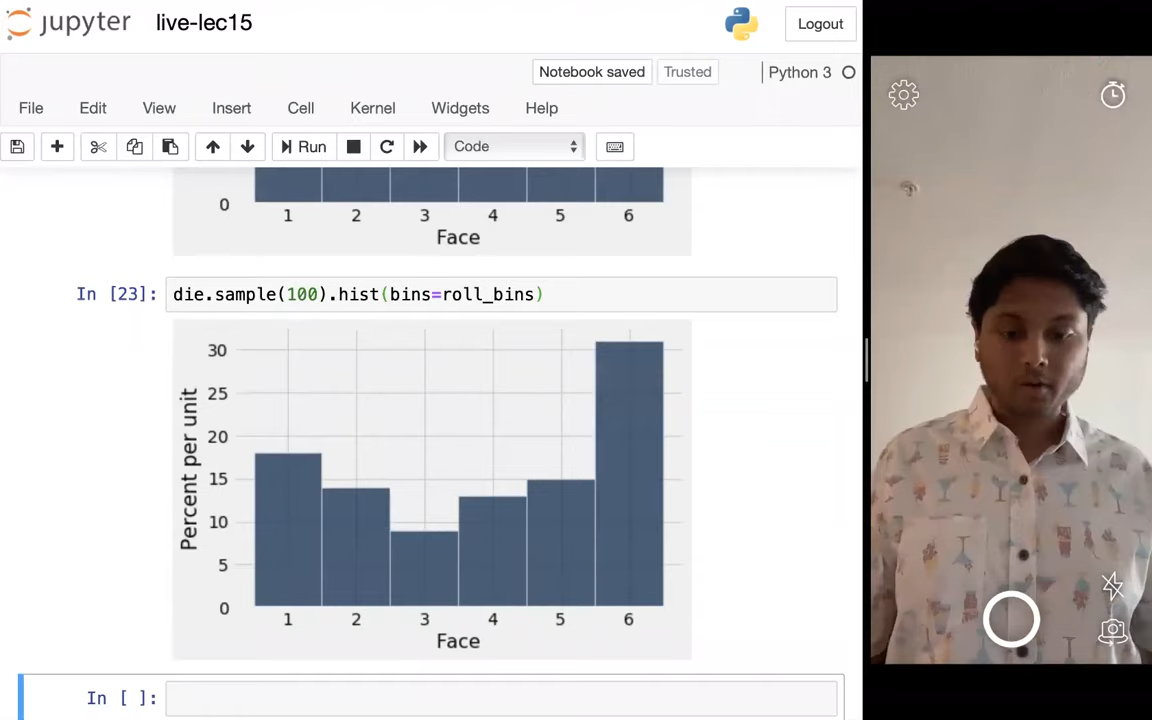 jupyter live-lec15 Logout
Notebook saved Trusted Python 3
File Edit View Insert Cell Kernel Widgets Help
Run Code
0
1 2 3 4 5 6
Face
In [23]: die.sample(100).hist(bins=roll_bins)
30
25
20
15
10
5
0
Percent per unit
1 2 3 4 5 6
Face
In [ ]: